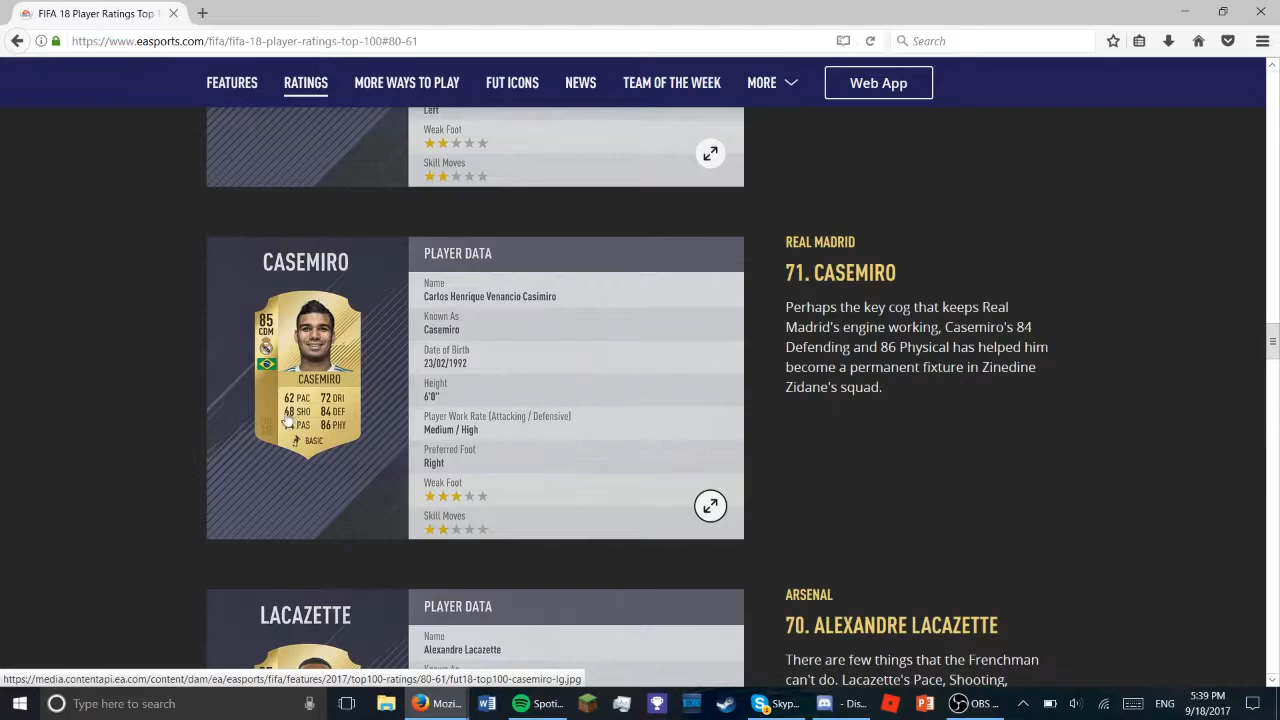 FIFA 18 Player Ratings Top 1
https://www.easports.com/fifa/fifa-18-player-ratings-top-100#80-61
Search
FEATURES RATINGS MORE WAYS TO PLAY FUT ICONS NEWS TEAM OF THE WEEK MORE Web App
Left
Weak Foot
Skill Moves
CASEMIRO
85
CDM
CASEMIRO
62 PAC 72 DRI
68 SHO 84 DEF
PAS 86 PHY
BASIC
PLAYER DATA
Name
Carlos Henrique Venancio Casimiro
Known As
Casemiro
Date of Birth
23/02/1992
Height
6'0"
Player Work Rate (Attacking / Defensive)
Medium / High
Preferred Foot
Right
Weak Foot
Skill Moves
REAL MADRID
71. CASEMIRO
Perhaps the key cog that keeps Real
Madrid's engine working, Casemiro's 84
Defending and 86 Physical has helped him
become a permanent fixture in Zinedine
Zidane's squad.
LACAZETTE
PLAYER DATA
Name
Alexandre Lacazette
Known As
ARSENAL
70. ALEXANDRE LACAZETTE
There are few things that the Frenchman
can't do. Lacazette's Pace, Shooting,
https://media.contentapi.ea.com/content/dam/ea/easports/fifa/features/2017/top100-ratings/80-61/fut18-top100-casemiro-lg.jpg
Type here to search
Mozi...
Spoti...
Skyp...
- Dis...
OBS ...
5:39 PM
9/18/2017